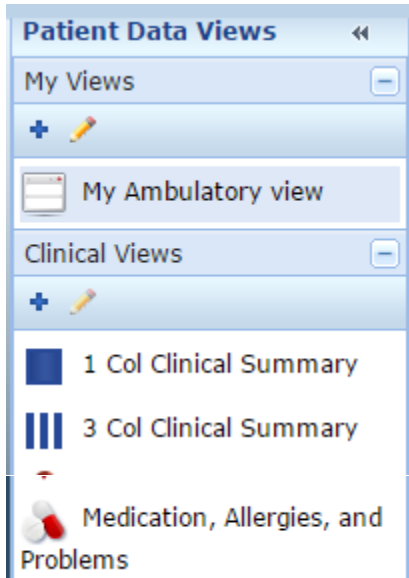 Patient Data Views
My Views
My Ambulatory view
Clinical Views
1 Col Clinical Summary
3 Col Clinical Summary
Medication, Allergies, and
Problems